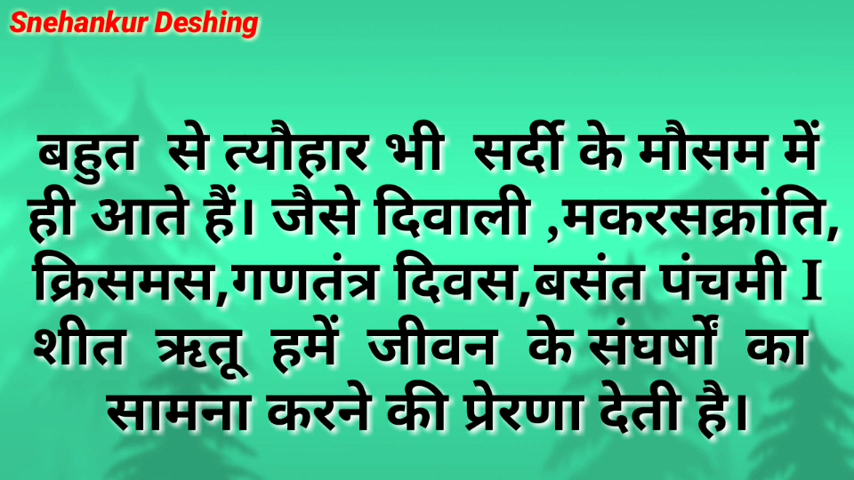 Snehankur Deshing
बहुत से त्यौहार भी सर्दी के मौसम में
ही आते हैं। जैसे दिवाली ,मकरसक्रांति,
क्रिसमस,गणतंत्र दिवस,बसंत पंचमी I
शीत ऋतू हमें जीवन के संघर्षों का
सामना करने की प्रेरणा देती है।